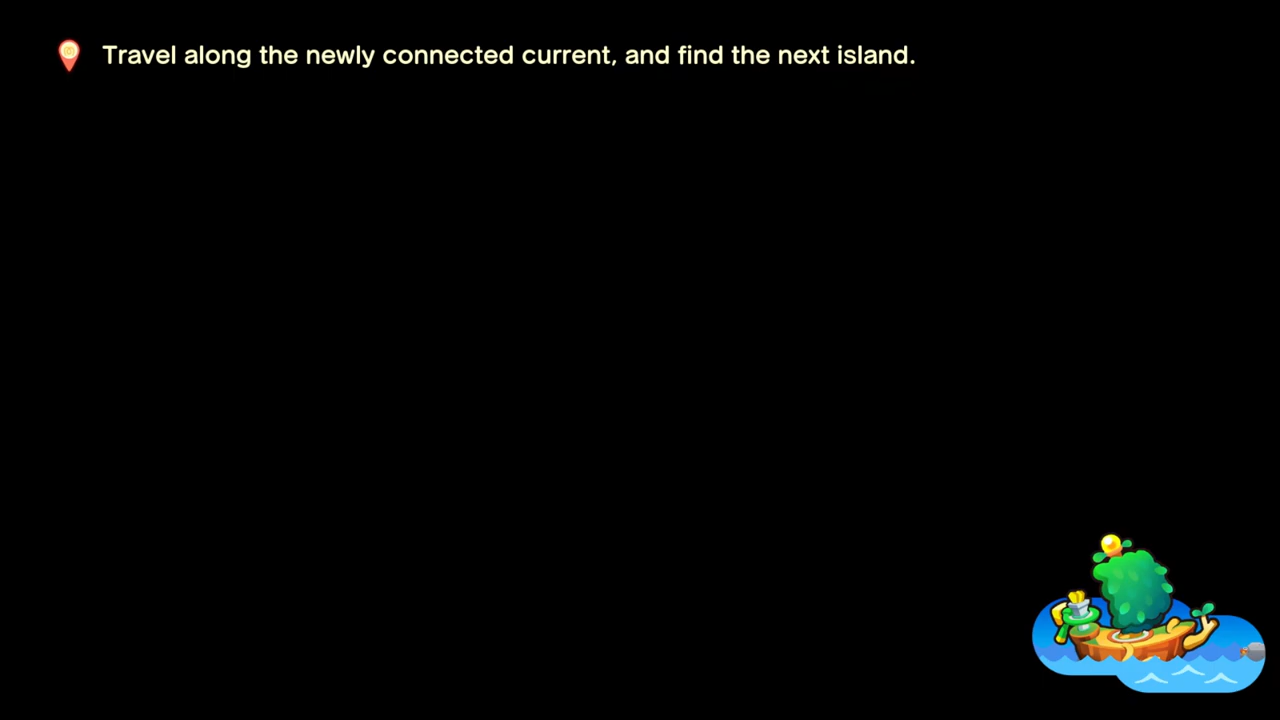 Travel along the newly connected current, and find the next island.